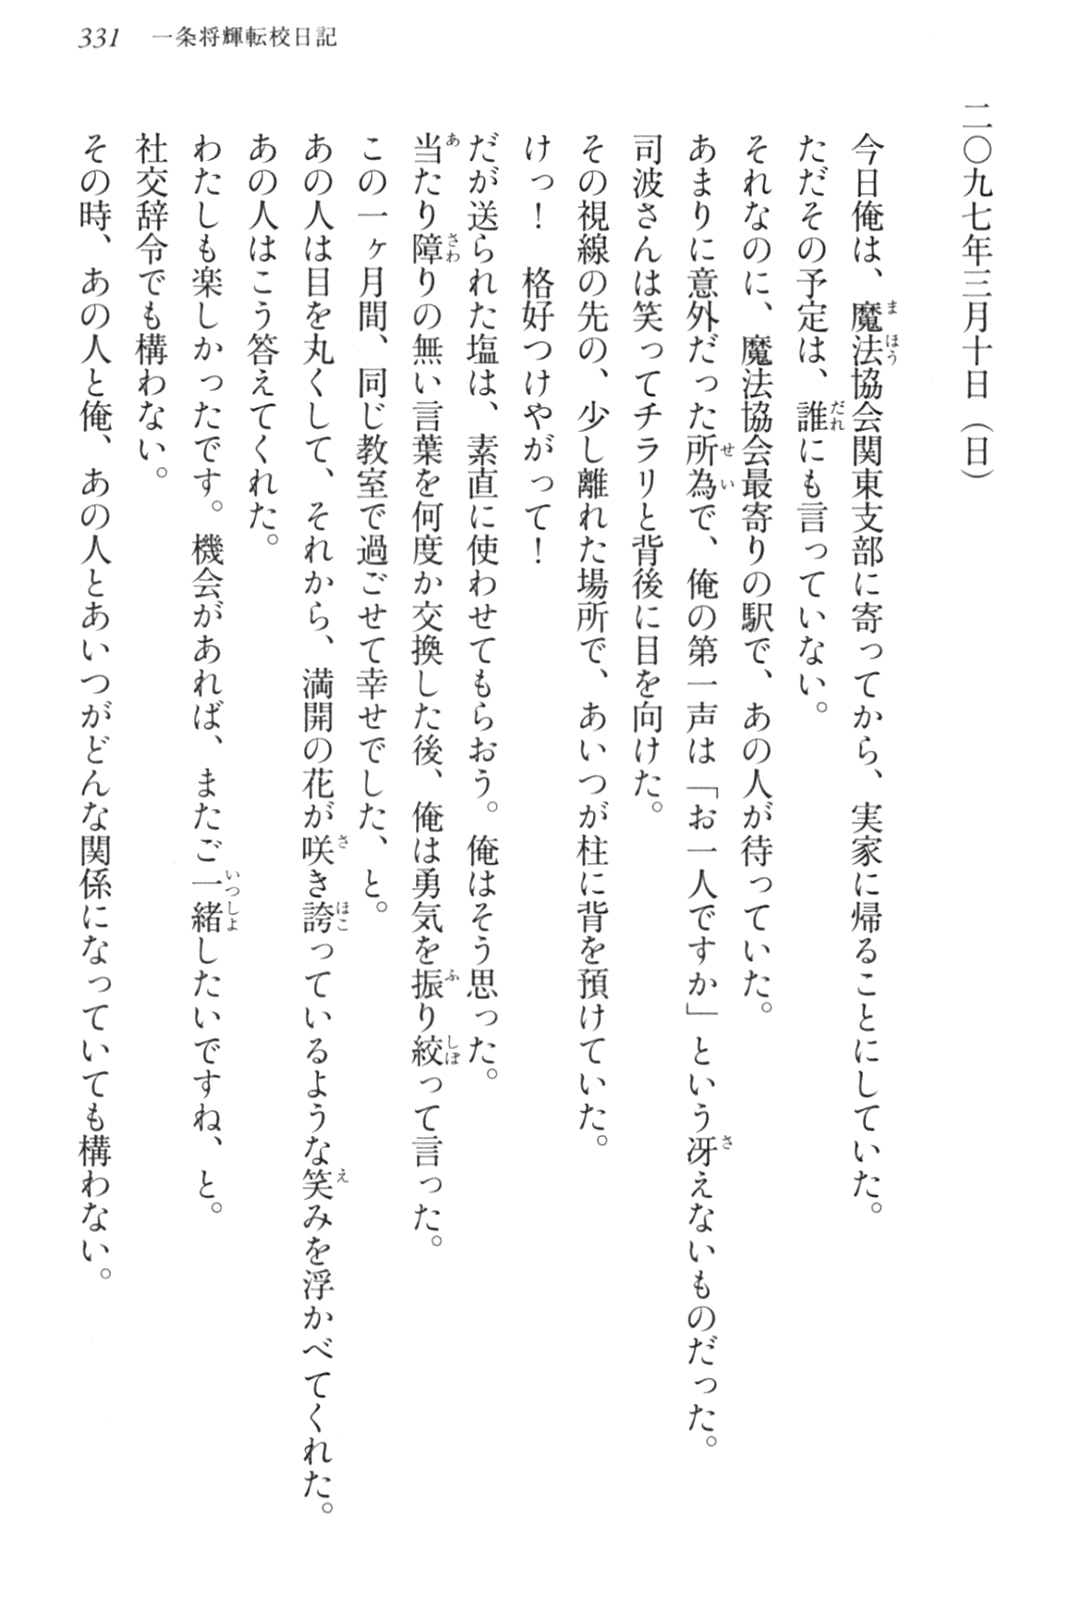 331 一条将輝転校日記
二〇九七年三月十日（日）
今日俺は、魔法協会関東支部に寄ってから、実家に帰ることにしていた。
ただその予定は、誰にも言っていない。
それなのに、魔法協会最寄りの駅で、あの人が待っていた。
あまりに意外だった所為で、俺の第一声は「お一人ですか」という冴えないものだった。
司波さんは笑ってチラリと背後に目を向けた。
その視線の先の、少し離れた場所で、あいつが柱に背を預けていた。
けっ！　格好つけやがって！
だが送られた塩は、素直に使わせてもらおう。俺はそう思った。
当たり障りの無い言葉を何度か交換した後、俺は勇気を振り絞って言った。
この一ヶ月間、同じ教室で過ごせて幸せでした、と。
あの人は目を丸くして、それから、満開の花が咲き誇っているような笑みを浮かべてくれた。
あの人はこう答えてくれた。
わたしも楽しかったです。機会があれば、またご一緒したいですね、と。
社交辞令でも構わない。
その時、あの人と俺、あの人とあいつがどんな関係になっていても構わない。